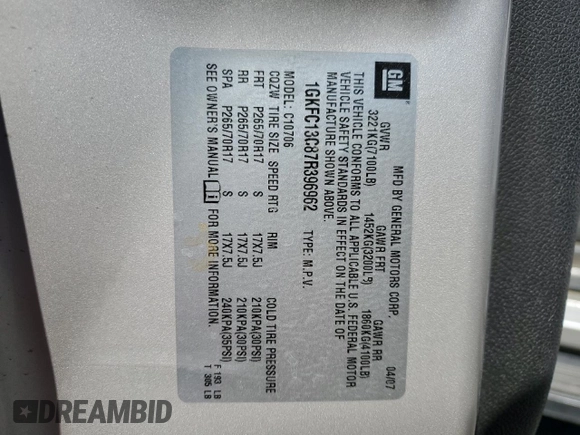 GM
MFD BY GENERAL MOTORS CORP. 04/07
GVWR GAWR FRT GAWR RR
3221KG(7100LB) 1452KG(3200LB) 1860KG(4100LB)
THIS VEHICLE CONFORMS TO ALL APPLICABLE U.S. FEDERAL MOTOR
VEHICLE SAFETY STANDARDS IN EFFECT ON THE DATE OF
MANUFACTURE SHOWN ABOVE.
1GKFC13C87R396962 TYPE: M.P.V.
MODEL: C10706
CQZW TIRE SIZE SPEED RTG RIM COLD TIRE PRESSURE
FRT P265/70R17 S 17X7.5J 210KPA(30PSI)
RR P265/70R17 S 17X7.5J 210KPA(30PSI)
SPA P265/70R17 S 17X7.5J 240KPA(35PSI)
SEE OWNER'S MANUAL i FOR MORE INFORMATION. F 193 LB
T 385 LB
DREAMBID